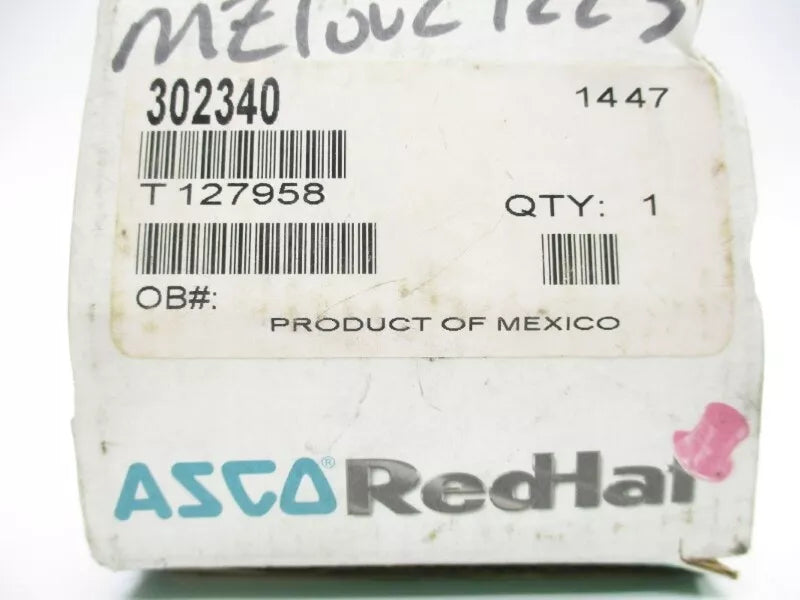 302340
1447
T 127958
QTY: 1
OB#:
PRODUCT OF MEXICO
ASCO® RedHat